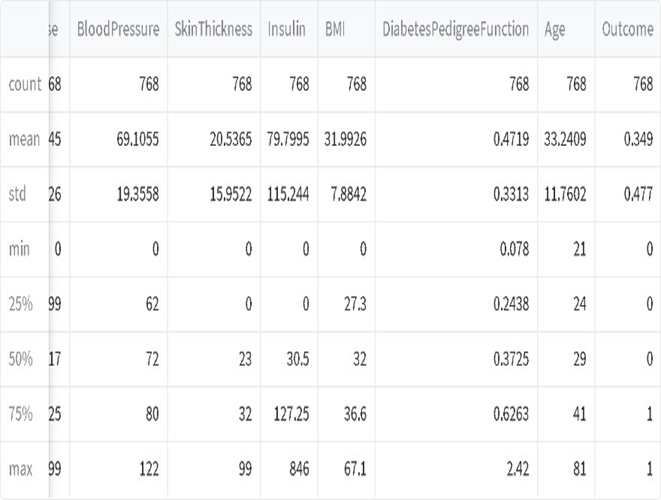 se BloodPressure SkinThickness Insulin BMI DiabetesPedigreeFunction Age Outcome
count 68 768 768 768 768 768 768 768
mean 45 69.1055 20.5365 79.7995 31.9926 0.4719 33.2409 0.349
std 26 19.3558 15.9522 115.244 7.8842 0.3313 11.7602 0.477
min 0 0 0 0 0 0.078 21 0
25% 99 62 0 0 27.3 0.2438 24 0
50% 17 72 23 30.5 32 0.3725 29 0
75% 25 80 32 127.25 36.6 0.6263 41 1
max 99 122 99 846 67.1 2.42 81 1